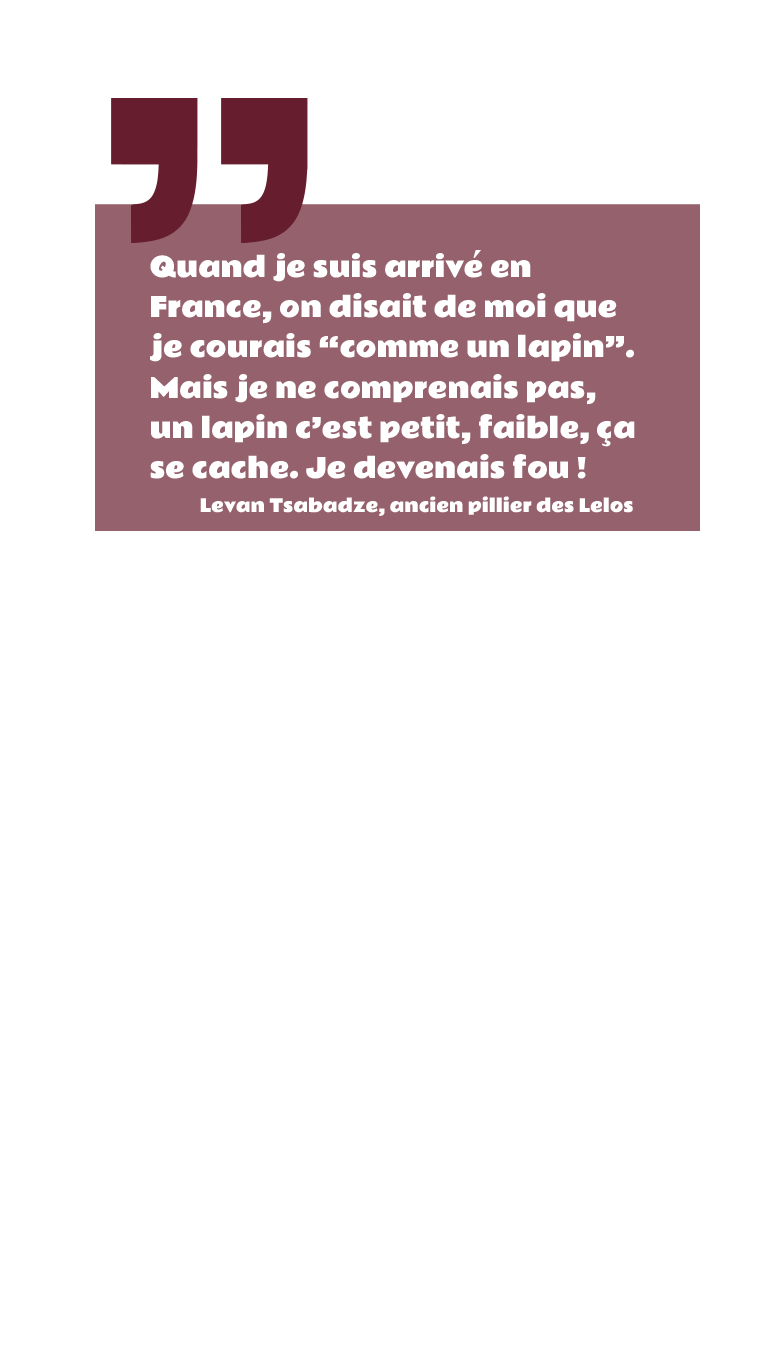 ”
Quand je suis arrivé en
France, on disait de moi que
je courais “comme un lapin”.
Mais je ne comprenais pas,
un lapin c’est petit, faible, ça
se cache. Je devenais fou !
Levan Tsabadze, ancien pillier des Lelos